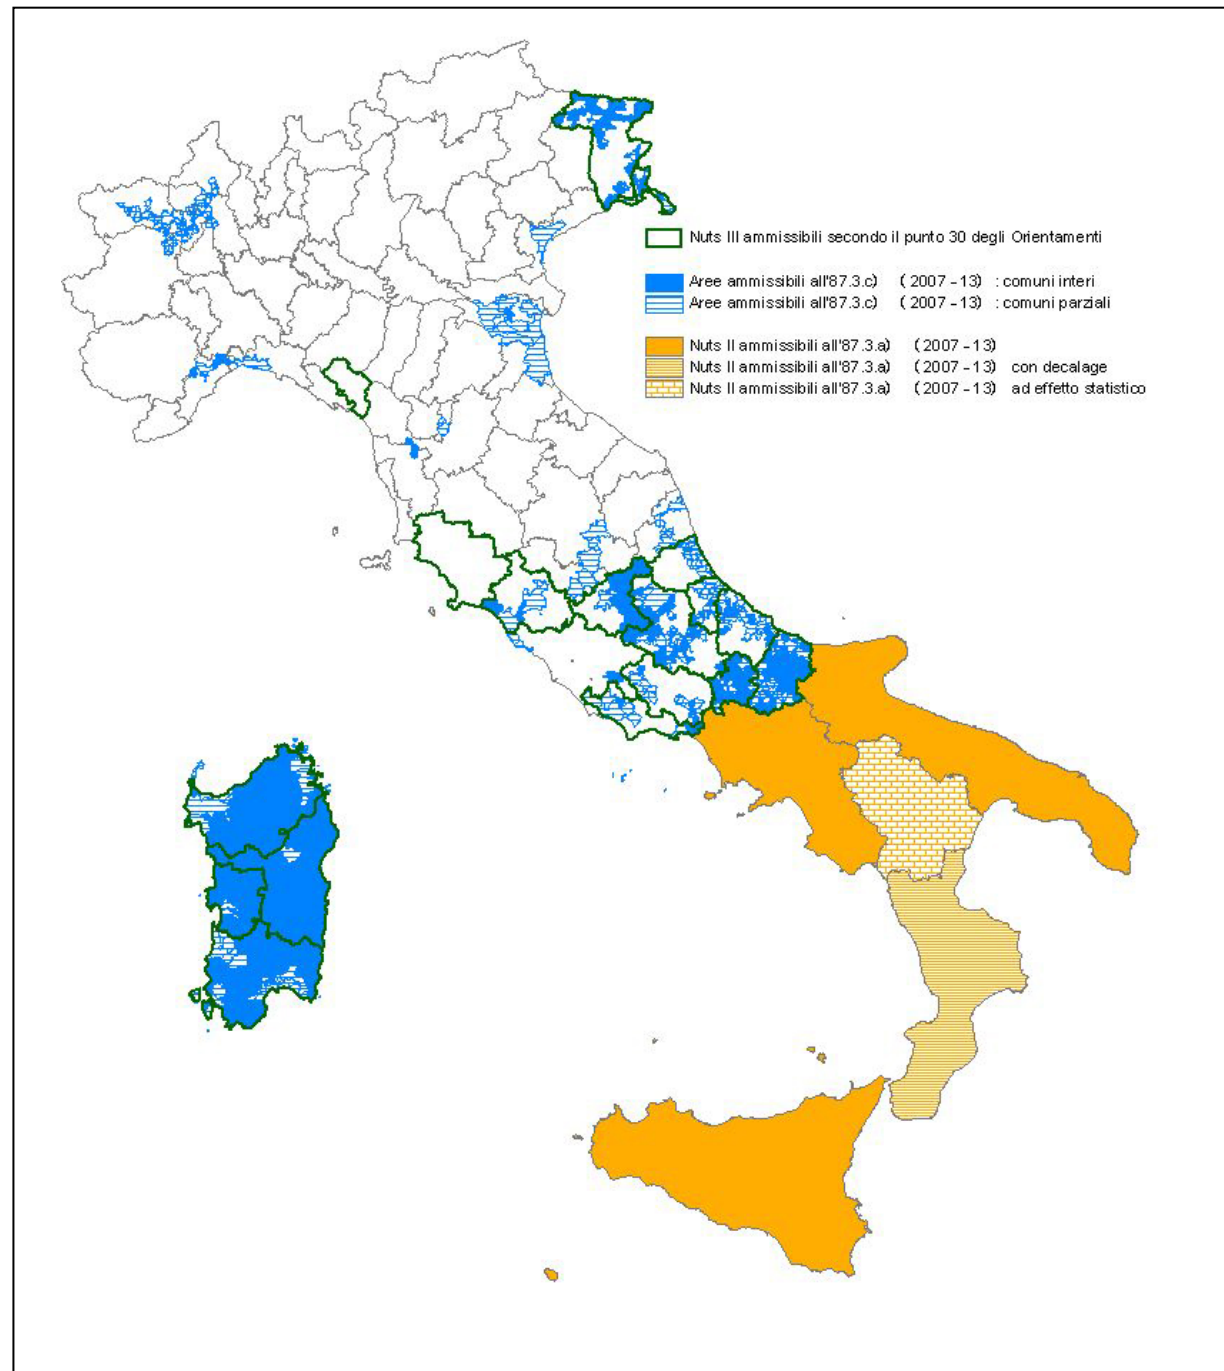 Nuts III ammissibili secondo il punto 30 degli Orientamenti
Aree ammissibili all'87.3.c) (2007-13) : comuni interi
Aree ammissibili all'87.3.c) (2007-13) : comuni parziali
Nuts II ammissibili all'87.3.a) (2007-13)
Nuts II ammissibili all'87.3.a) (2007-13) con decalage
Nuts II ammissibili all'87.3.a) (2007-13) ad effetto statistico